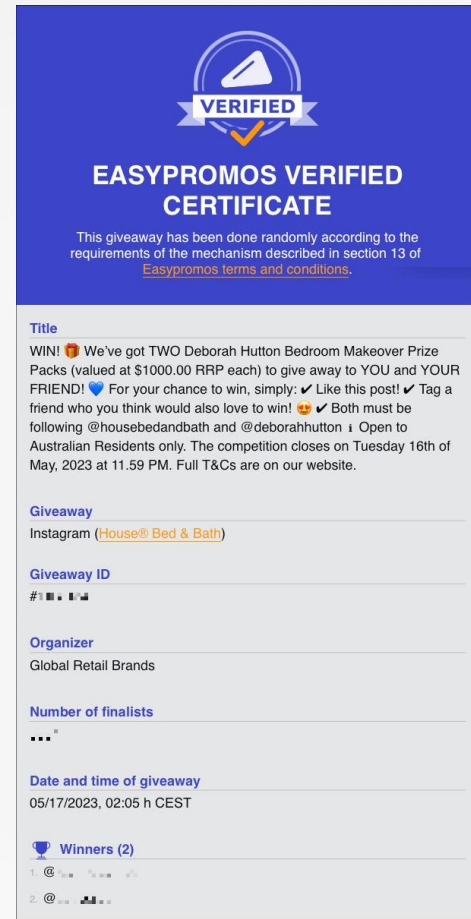 VERIFIED
EASYPROMOS VERIFIED
CERTIFICATE
This giveaway has been done randomly according to the
requirements of the mechanism described in section 13 of
Easypromos terms and conditions.
Title
WIN! 🎁 We've got TWO Deborah Hutton Bedroom Makeover Prize
Packs (valued at $1000.00 RRP each) to give away to YOU and YOUR
FRIEND! 💙 For your chance to win, simply: ✔ Like this post! ✔ Tag a
friend who you think would also love to win! 😍 ✔ Both must be
following @housebedandbath and @deborahhutton ℹ Open to
Australian Residents only. The competition closes on Tuesday 16th of
May, 2023 at 11.59 PM. Full T&Cs are on our website.
Giveaway
Instagram (House® Bed & Bath)
Giveaway ID
Organizer
Global Retail Brands
Number of finalists
Date and time of giveaway
05/17/2023, 02:05 h CEST
Winners (2)
1. @
2. @